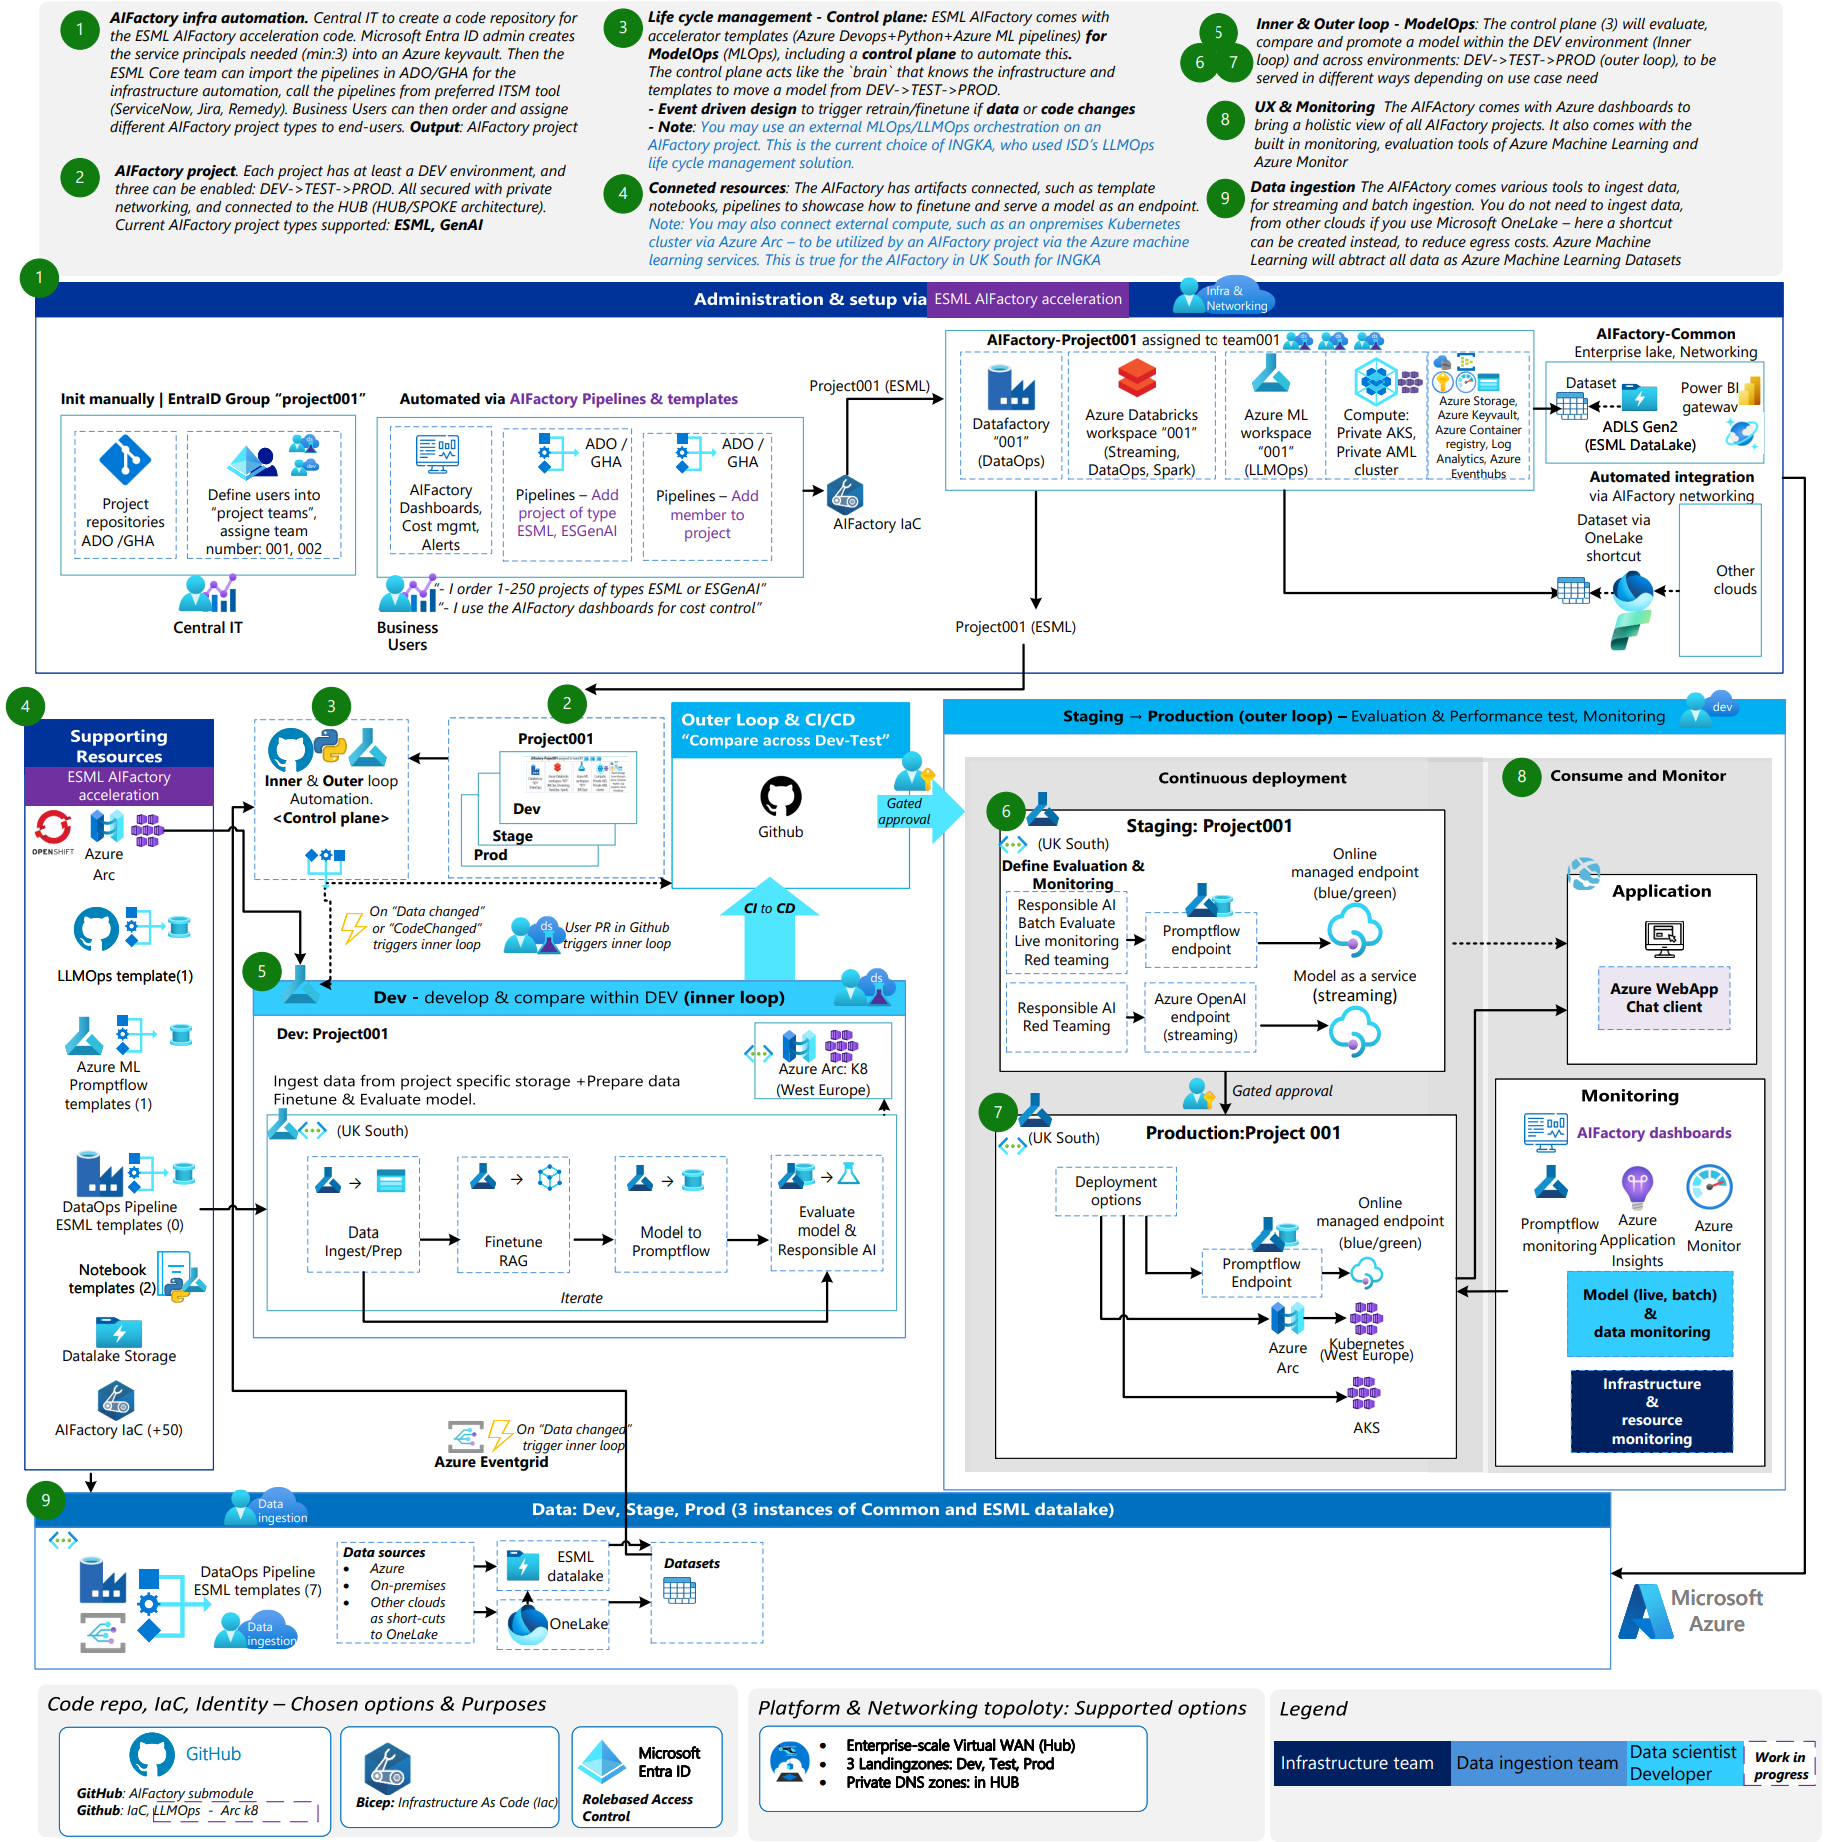 1
AIFactory infra automation. Central IT to create a code repository for
the ESML AIFactory acceleration code. Microsoft Entra ID admin creates
the service principals needed (min:3) into an Azure keyvault. Then the
ESML Core team can import the pipelines in ADO/GHA for the
infrastructure automation, call the pipelines from preferred ITSM tool
(ServiceNow, Jira, Remedy). Business Users can then order and assigne
different AIFactory project types to end-users. Output: AIFactory project
2
AIFactory project. Each project has at least a DEV environment, and
three can be enabled: DEV->TEST->PROD. All secured with private
networking, and connected to the HUB (HUB/SPOKE architecture).
Current AIFactory project types supported: ESML, GenAI
3
Life cycle management - Control plane: ESML AIFactory comes with
accelerator templates (Azure Devops+Python+Azure ML pipelines) for
ModelOps (MLOps), including a control plane to automate this.
The control plane acts like the `brain` that knows the infrastructure and
templates to move a model from DEV->TEST->PROD.
- Event driven design to trigger retrain/finetune if data or code changes
- Note: You may use an external MLOps/LLMOps orchestration on an
AIFactory project. This is the current choice of INGKA, who used ISD's LLMOps
life cycle management solution.
4
Conneted resources: The AIFactory has artifacts connected, such as template
notebooks, pipelines to showcase how to finetune and serve a model as an endpoint.
Note: You may also connect external compute, such as an onpremises Kubernetes
cluster via Azure Arc – to be utilized by an AIFactory project via the Azure machine
learning services. This is true for the AIFactory in UK South for INGKA
5
6
7
Inner & Outer loop - ModelOps: The control plane (3) will evaluate,
compare and promote a model within the DEV environment (Inner
loop) and across environments: DEV->TEST->PROD (outer loop), to be
served in different ways depending on use case need
8
UX & Monitoring The AIFActory comes with Azure dashboards to
bring a holistic view of all AIFactory projects. It also comes with the
built in monitoring, evaluation tools of Azure Machine Learning and
Azure Monitor
9
Data ingestion The AIFActory comes various tools to ingest data,
for streaming and batch ingestion. You do not need to ingest data,
from other clouds if you use Microsoft OneLake – here a shortcut
can be created instead, to reduce egress costs. Azure Machine
Learning will abtract all data as Azure Machine Learning Datasets
1
Administration & setup via ESML AIFactory acceleration
Infra &
Networking
Init manually | EntraID Group "project001"
Project
repositories
ADO /GHA
Define users into
"project teams",
assigne team
number: 001, 002
ds
dev
Central IT
Automated via AIFactory Pipelines & templates
AIFactory
Dashboards,
Cost mgmt,
Alerts
ADO /
GHA
Pipelines – Add
project of type
ESML, ESGenAI
ADO /
GHA
Pipelines – Add
member to
project
"- I order 1-250 projects of types ESML or ESGenAI"
"- I use the AIFactory dashboards for cost control"
Business
Users
AIFactory IaC
Project001 (ESML)
AIFactory-Project001 assigned to team001
ds
ds
ds
Datafactory
"001"
(DataOps)
Azure Databricks
workspace "001"
(Streaming,
DataOps, Spark)
Azure ML
workspace
"001"
(LLMOps)
Compute:
Private AKS,
Private AML
cluster
Azure Storage,
Azure Keyvault,
Azure Container
registry, Log
Analytics, Azure
Eventhubs
Project001 (ESML)
AIFactory-Common
Enterprise lake, Networking
Dataset
Power BI
gateway
ADLS Gen2
(ESML DataLake)
Automated integration
via AIFactory networking
Dataset via
OneLake
shortcut
Other
clouds
4
Supporting
Resources
ESML AIFactory
acceleration
OPENSHIFT
Azure
Arc
LLMOps template(1)
Azure ML
Promptflow
templates (1)
DataOps Pipeline
ESML templates (0)
Notebook
templates (2)
Datalake Storage
AIFactory IaC (+50)
3
Inner & Outer loop
Automation.
<Control plane>
2
Project001
Dev
Stage
Prod
Outer Loop & CI/CD
"Compare across Dev-Test"
Github
Gated
approval
On "Data changed"
or "CodeChanged"
triggers inner loop
ds
User PR in Github
triggers inner loop
CI to CD
5
Dev - develop & compare within DEV (inner loop)
ds
Dev: Project001
Azure Arc: K8
(West Europe)
Ingest data from project specific storage +Prepare data
Finetune & Evaluate model.
(UK South)
Data
Ingest/Prep
Finetune
RAG
Model to
Promptflow
Evaluate
model &
Responsible AI
Iterate
Azure Eventgrid
On "Data changed"
trigger inner loop
Staging → Production (outer loop) – Evaluation & Performance test, Monitoring
dev
Continuous deployment
6
Staging: Project001
(UK South)
Define Evaluation &
Monitoring
Responsible AI
Batch Evaluate
Live monitoring
Red teaming
Promptflow
endpoint
Online
managed endpoint
(blue/green)
Responsible AI
Red Teaming
Azure OpenAI
endpoint
(streaming)
Model as a service
(streaming)
Gated approval
7
(UK South)
Production:Project 001
Deployment
options
Promptflow
Endpoint
Online
managed endpoint
(blue/green)
Azure
Arc
Kubernetes
(West Europe)
AKS
8
Consume and Monitor
Application
Azure WebApp
Chat client
Monitoring
AIFactory dashboards
Promptflow
monitoring
Azure
Application
Insights
Azure
Monitor
Model (live, batch)
&
data monitoring
Infrastructure
&
resource
monitoring
9
Data
ingestion
Data: Dev, Stage, Prod (3 instances of Common and ESML datalake)
DataOps Pipeline
ESML templates (7)
Data
ingestion
Data sources
• Azure
• On-premises
• Other clouds
as short-cuts
to OneLake
ESML
datalake
OneLake
Datasets
Microsoft
Azure
Code repo, IaC, Identity – Chosen options & Purposes
GitHub
GitHub: AIFactory submodule
Github: IaC, LLMOps - Arc k8
Bicep: Infrastructure As Code (Iac)
Microsoft
Entra ID
Rolebased Access
Control
Platform & Networking topoloty: Supported options
• Enterprise-scale Virtual WAN (Hub)
• 3 Landingzones: Dev, Test, Prod
• Private DNS zones: in HUB
Legend
Infrastructure team
Data ingestion team
Data scientist
Developer
Work in
progress